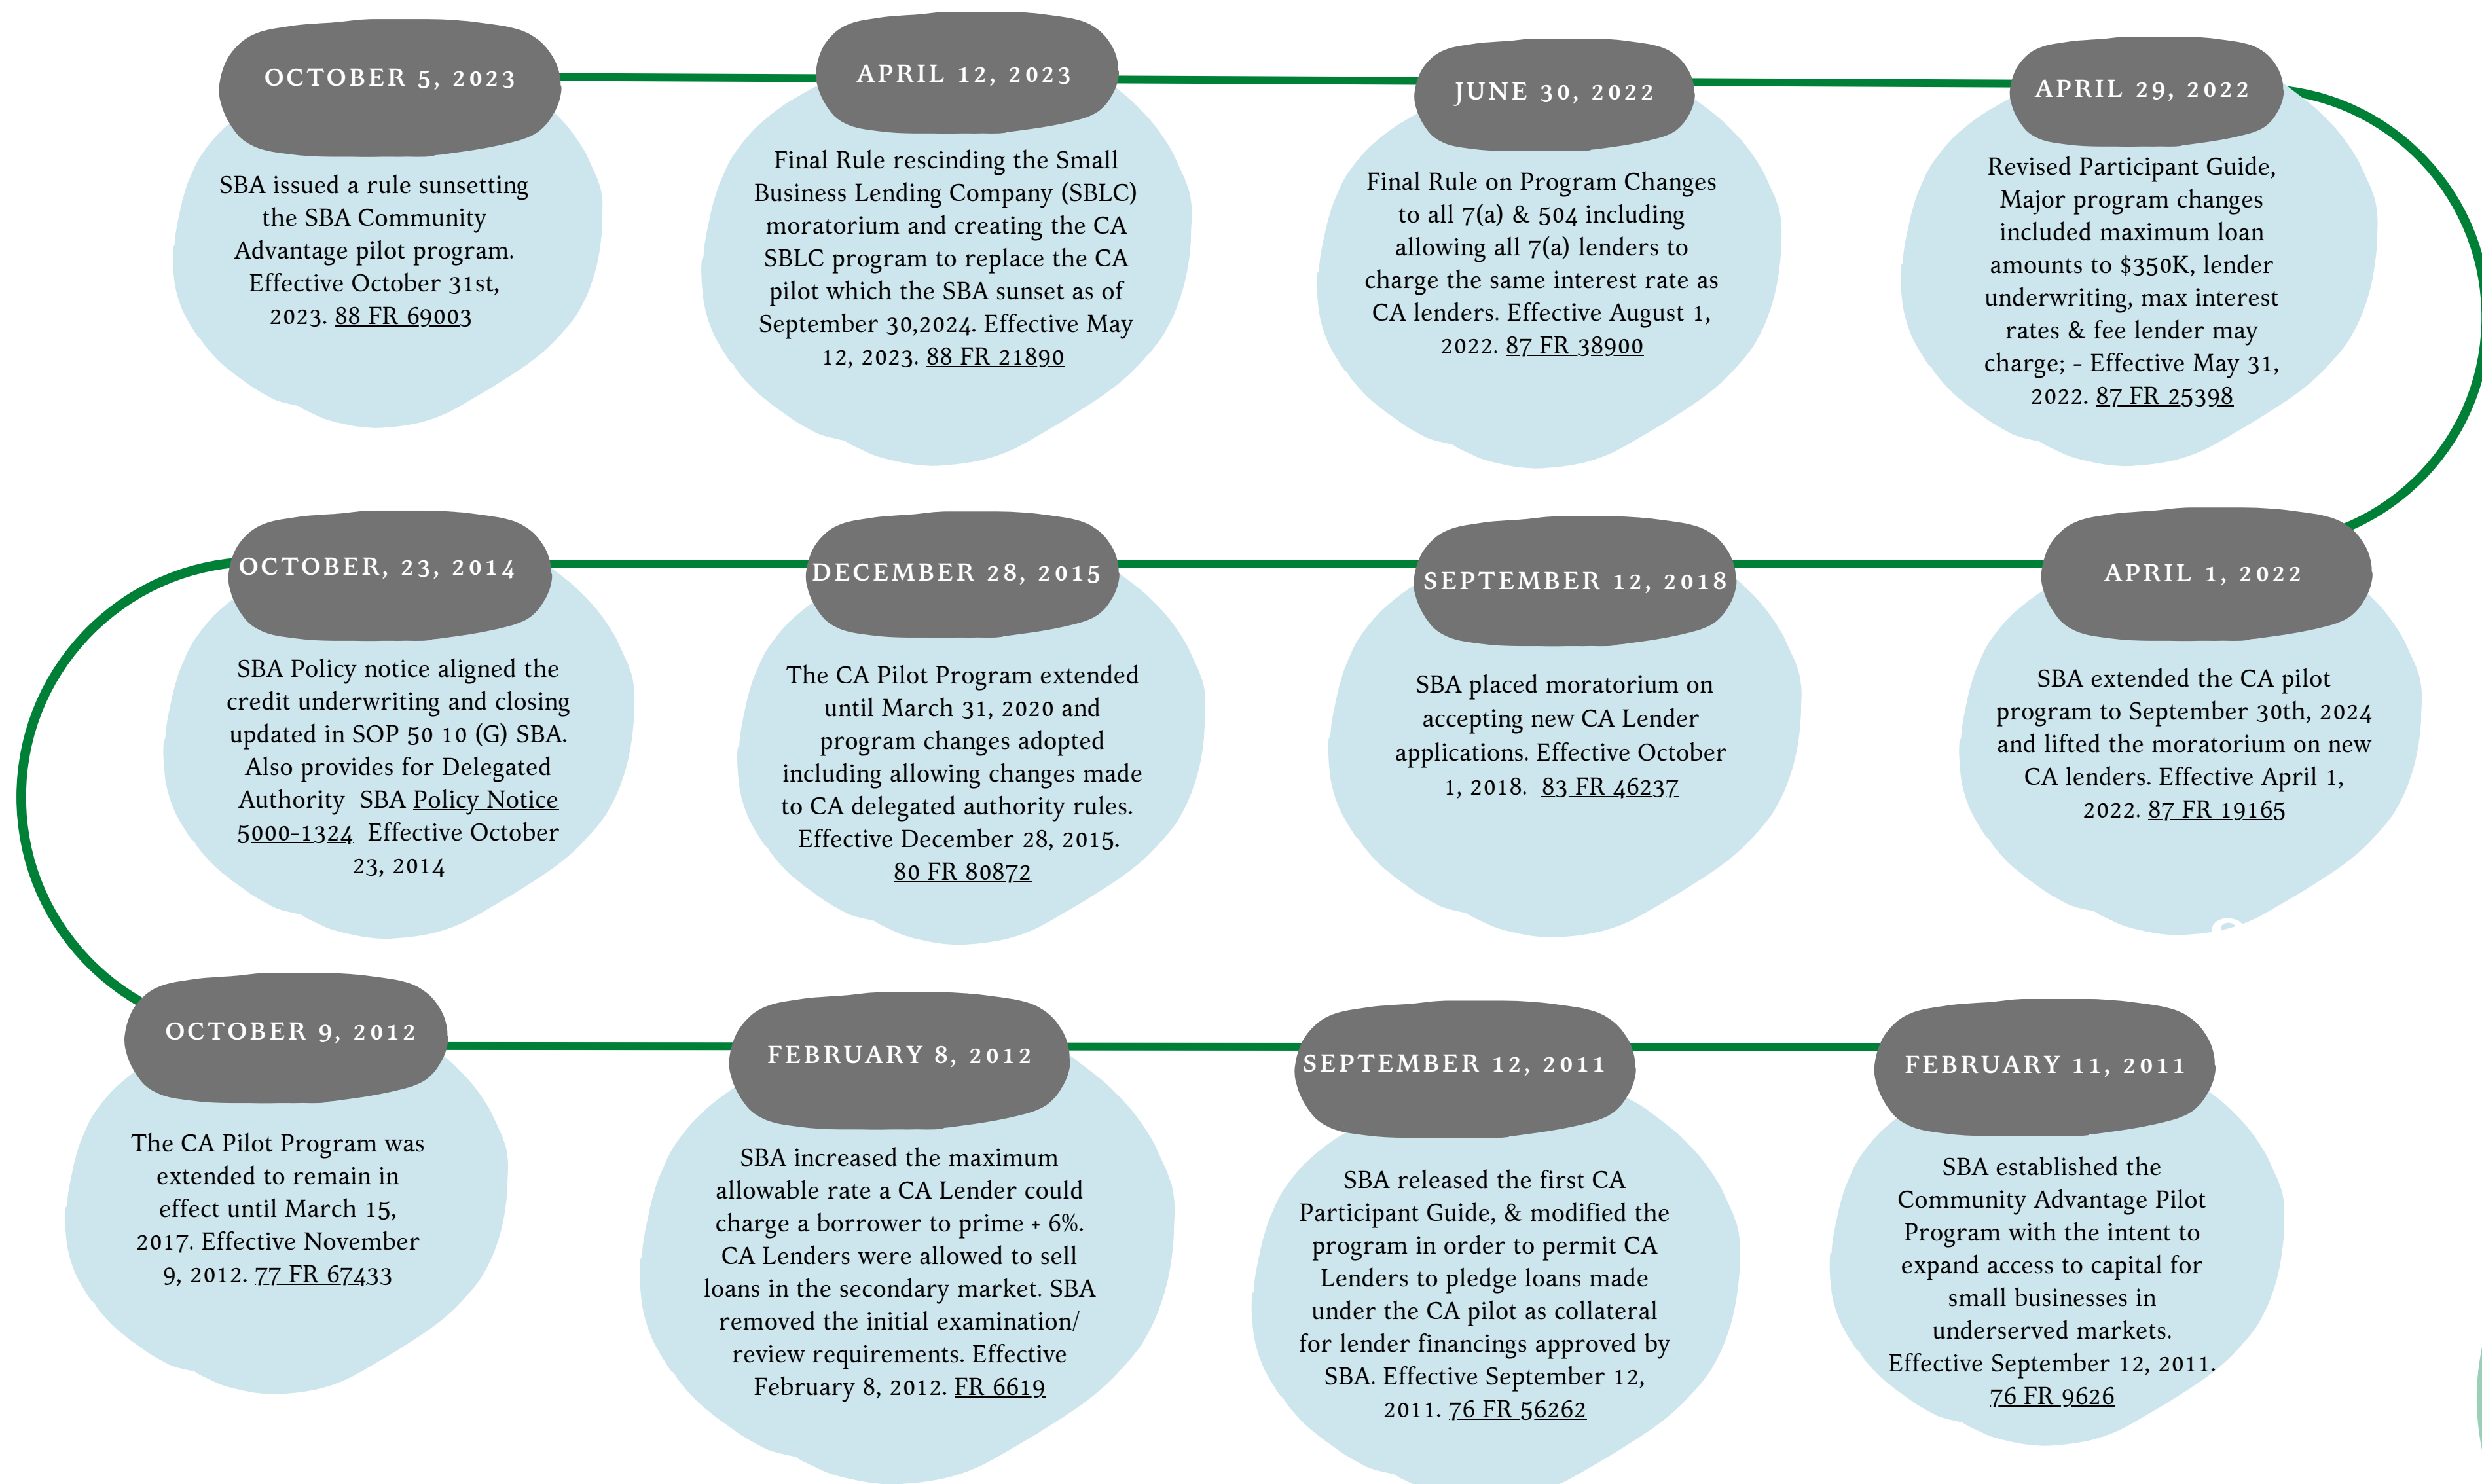 OCTOBER 5, 2023
SBA issued a rule sunsetting
the SBA Community
Advantage pilot program.
Effective October 31st,
2023. 88 FR 69003
APRIL 12, 2023
Final Rule rescinding the Small
Business Lending Company (SBLC)
moratorium and creating the CA
SBLC program to replace the CA
pilot which the SBA sunset as of
September 30,2024. Effective May
12, 2023. 88 FR 21890
JUNE 30, 2022
Final Rule on Program Changes
to all 7(a) & 504 including
allowing all 7(a) lenders to
charge the same interest rate as
CA lenders. Effective August 1,
2022. 87 FR 38900
APRIL 29, 2022
Revised Participant Guide,
Major program changes
included maximum loan
amounts to $350K, lender
underwriting, max interest
rates & fee lender may
charge; - Effective May 31,
2022. 87 FR 25398
OCTOBER, 23, 2014
SBA Policy notice aligned the
credit underwriting and closing
updated in SOP 50 10 (G) SBA.
Also provides for Delegated
Authority SBA Policy Notice
5000-1324 Effective October
23, 2014
DECEMBER 28, 2015
The CA Pilot Program extended
until March 31, 2020 and
program changes adopted
including allowing changes made
to CA delegated authority rules.
Effective December 28, 2015.
80 FR 80872
SEPTEMBER 12, 2018
SBA placed moratorium on
accepting new CA Lender
applications. Effective October
1, 2018. 83 FR 46237
APRIL 1, 2022
SBA extended the CA pilot
program to September 30th, 2024
and lifted the moratorium on new
CA lenders. Effective April 1,
2022. 87 FR 19165
OCTOBER 9, 2012
The CA Pilot Program was
extended to remain in
effect until March 15,
2017. Effective November
9, 2012. 77 FR 67433
FEBRUARY 8, 2012
SBA increased the maximum
allowable rate a CA Lender could
charge a borrower to prime + 6%.
CA Lenders were allowed to sell
loans in the secondary market. SBA
removed the initial examination/
review requirements. Effective
February 8, 2012. FR 6619
SEPTEMBER 12, 2011
SBA released the first CA
Participant Guide, & modified the
program in order to permit CA
Lenders to pledge loans made
under the CA pilot as collateral
for lender financings approved by
SBA. Effective September 12,
2011. 76 FR 56262
FEBRUARY 11, 2011
SBA established the
Community Advantage Pilot
Program with the intent to
expand access to capital for
small businesses in
underserved markets.
Effective September 12, 2011.
76 FR 9626